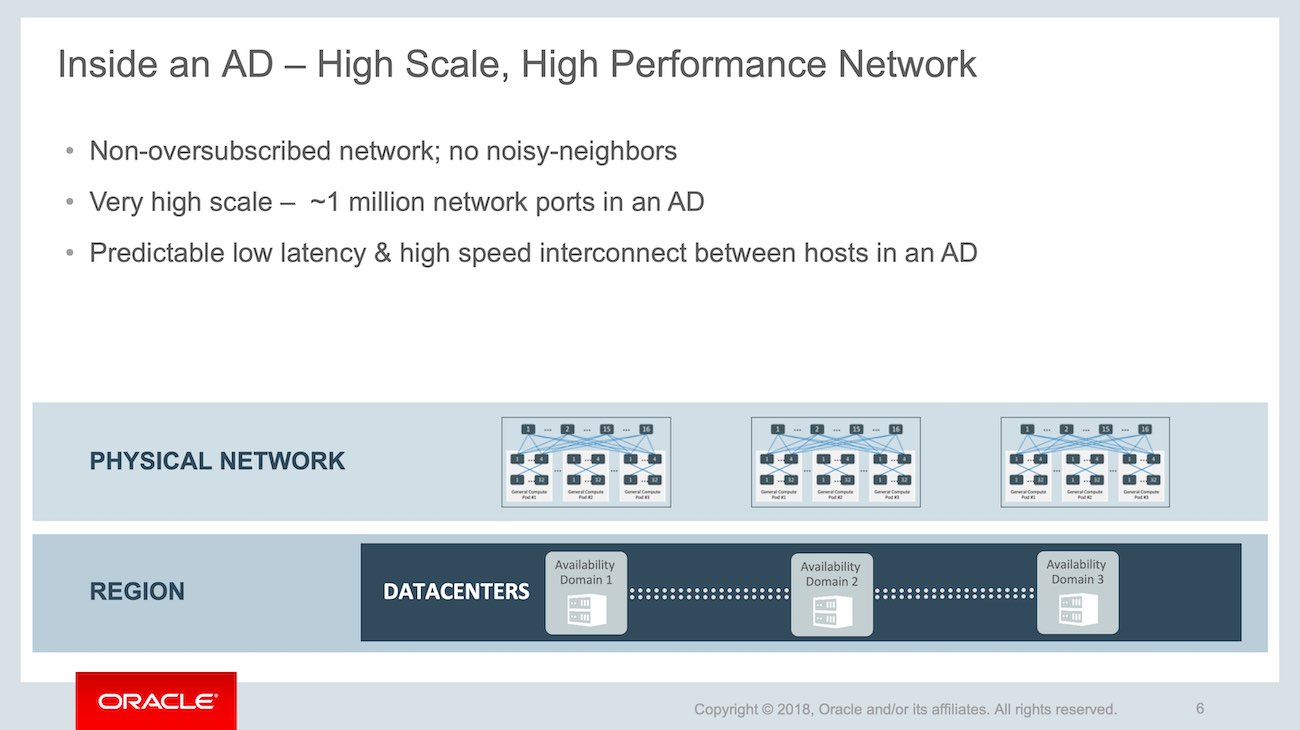 Inside an AD – High Scale, High Performance Network
• Non-oversubscribed network; no noisy-neighbors
• Very high scale –  ~1 million network ports in an AD
• Predictable low latency & high speed interconnect between hosts in an AD
PHYSICAL NETWORK
1 ... 2 ... 15 ... 16
1 ... 4 1 ... 4 1 ... 4
1 ... 32 1 ... 32 1 ... 32
General Compute General Compute General Compute
Pod #1 Pod #2 Pod #3
1 ... 2 ... 15 ... 16
1 ... 4 1 ... 4 1 ... 4
1 ... 32 1 ... 32 1 ... 32
General Compute General Compute General Compute
Pod #1 Pod #2 Pod #3
1 ... 2 ... 15 ... 16
1 ... 4 1 ... 4 1 ... 4
1 ... 32 1 ... 32 1 ... 32
General Compute General Compute General Compute
Pod #1 Pod #2 Pod #3
REGION
DATACENTERS
Availability
Domain 1
Availability
Domain 2
Availability
Domain 3
ORACLE®
Copyright © 2018, Oracle and/or its affiliates. All rights reserved.
6